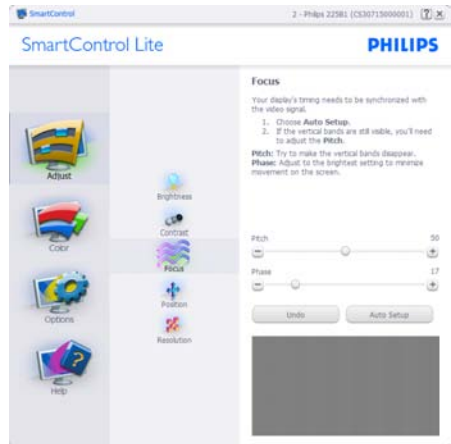 SmartControl
2 - Philips 225B1 (CS30715000001)
SmartControl Lite
PHILIPS
Adjust
Color
Options
Help
Brightness
Contrast
Focus
Position
Resolution
Focus
Your display's timing needs to be synchronized with
the video signal.
1. Choose Auto Setup.
2. If the vertical bands are still visible, you'll need
to adjust the Pitch.
Pitch: Try to make the vertical bands disappear.
Phase: Adjust to the brightest setting to minimize
movement on the screen.
Pitch 50
Phase 17
Undo Auto Setup